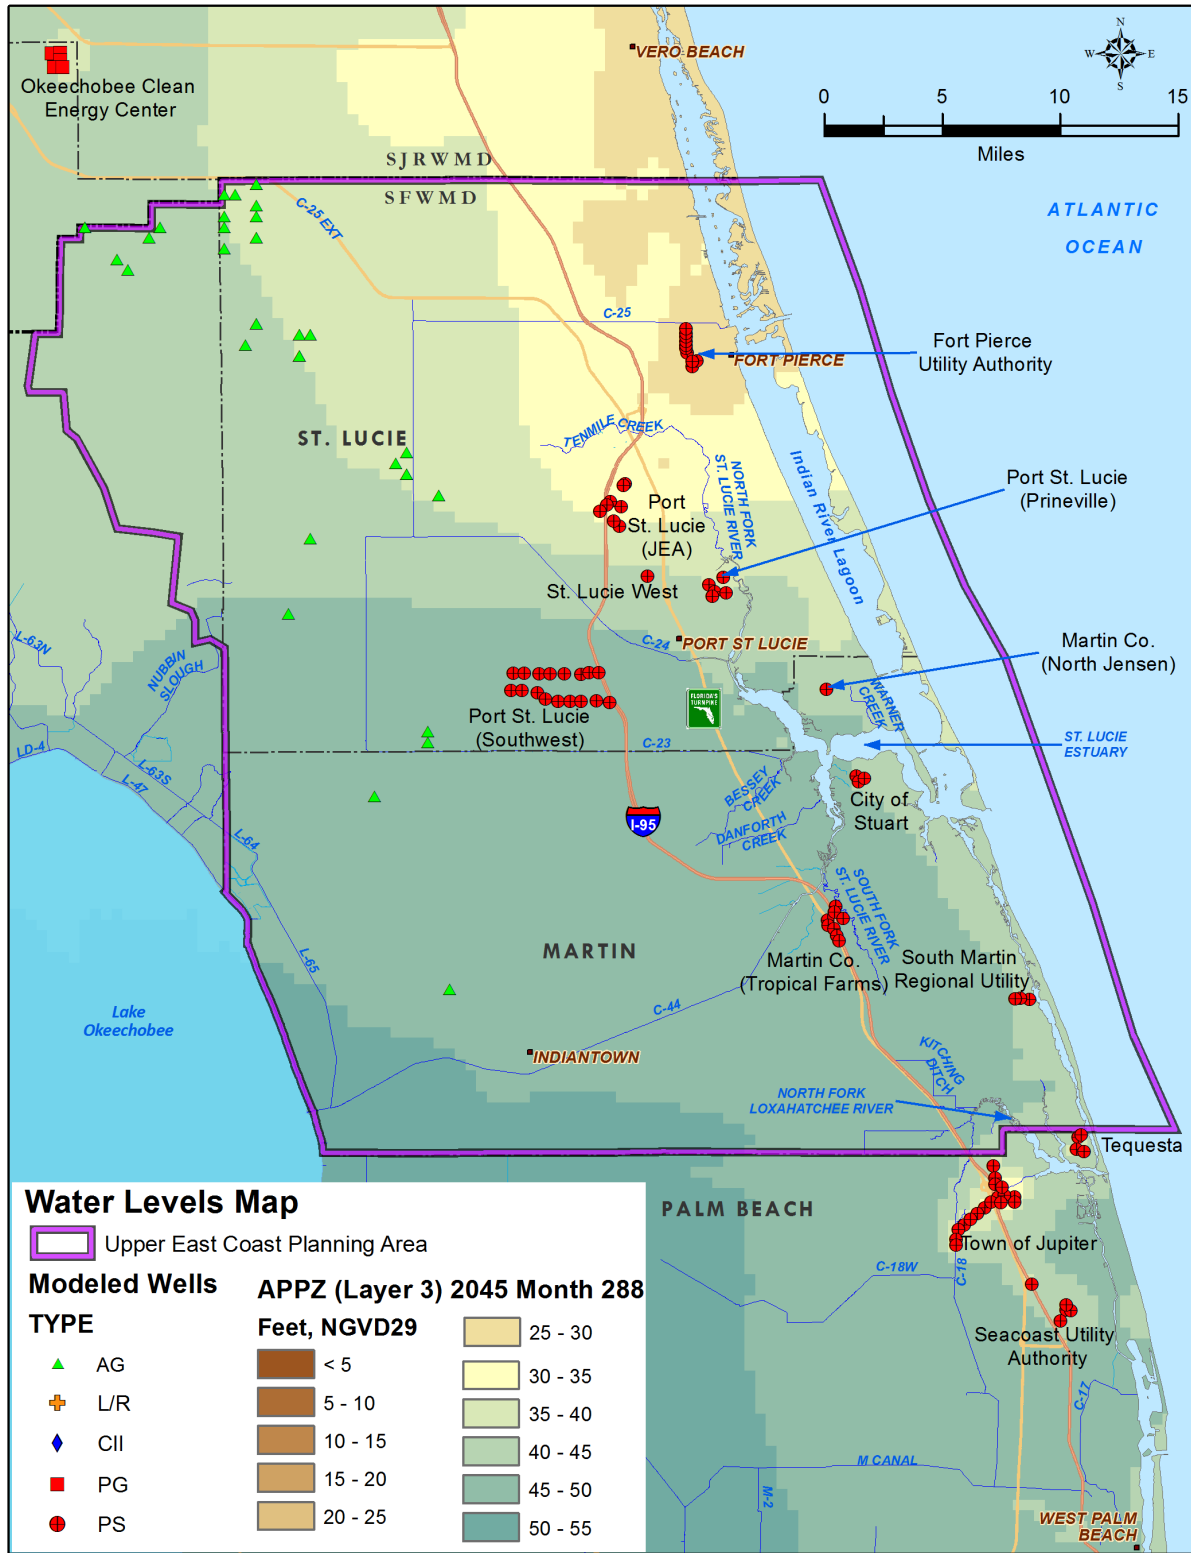 VERO BEACH
N
W
E
S
Okeechobee Clean
Energy Center
0
5
10
15
Miles
SJRWMD
SFWMD
C-25 EXT
ATLANTIC
OCEAN
C-25
Fort Pierce
Utility Authority
FORT PIERCE
ST. LUCIE
TENMILE CREEK
NORTH FORK
ST. LUCIE RIVER
Indian River Lagoon
Port St. Lucie
(Prineville)
Port
St. Lucie
(JEA)
St. Lucie West
L-63N
NUBBIN
SLOUGH
C-24
PORT ST LUCIE
Martin Co.
(North Jensen)
WARNER
CREEK
FLORIDA'S
TURNPIKE
Port St. Lucie
(Southwest)
C-23
ST. LUCIE
ESTUARY
LD-4
L-63S
L-47
BESSEY
CREEK
DANFORTH
CREEK
City of
Stuart
I-95
L-64
SOUTH FORK
ST. LUCIE RIVER
L-65
MARTIN
Martin Co.
(Tropical Farms)
South Martin
Regional Utility
Lake
Okeechobee
C-44
INDIANTOWN
KITCHING
DITCH
NORTH FORK
LOXAHATCHEE RIVER
Tequesta
PALM BEACH
Town of Jupiter
C-18W
C-18
Seacoast Utility
Authority
C-17
M CANAL
M-2
WEST PALM
BEACH
Water Levels Map
Upper East Coast Planning Area
Modeled Wells
TYPE
AG
L/R
CII
PG
PS
APPZ (Layer 3) 2045 Month 288
Feet, NGVD29
< 5
5 - 10
10 - 15
15 - 20
20 - 25
25 - 30
30 - 35
35 - 40
40 - 45
45 - 50
50 - 55